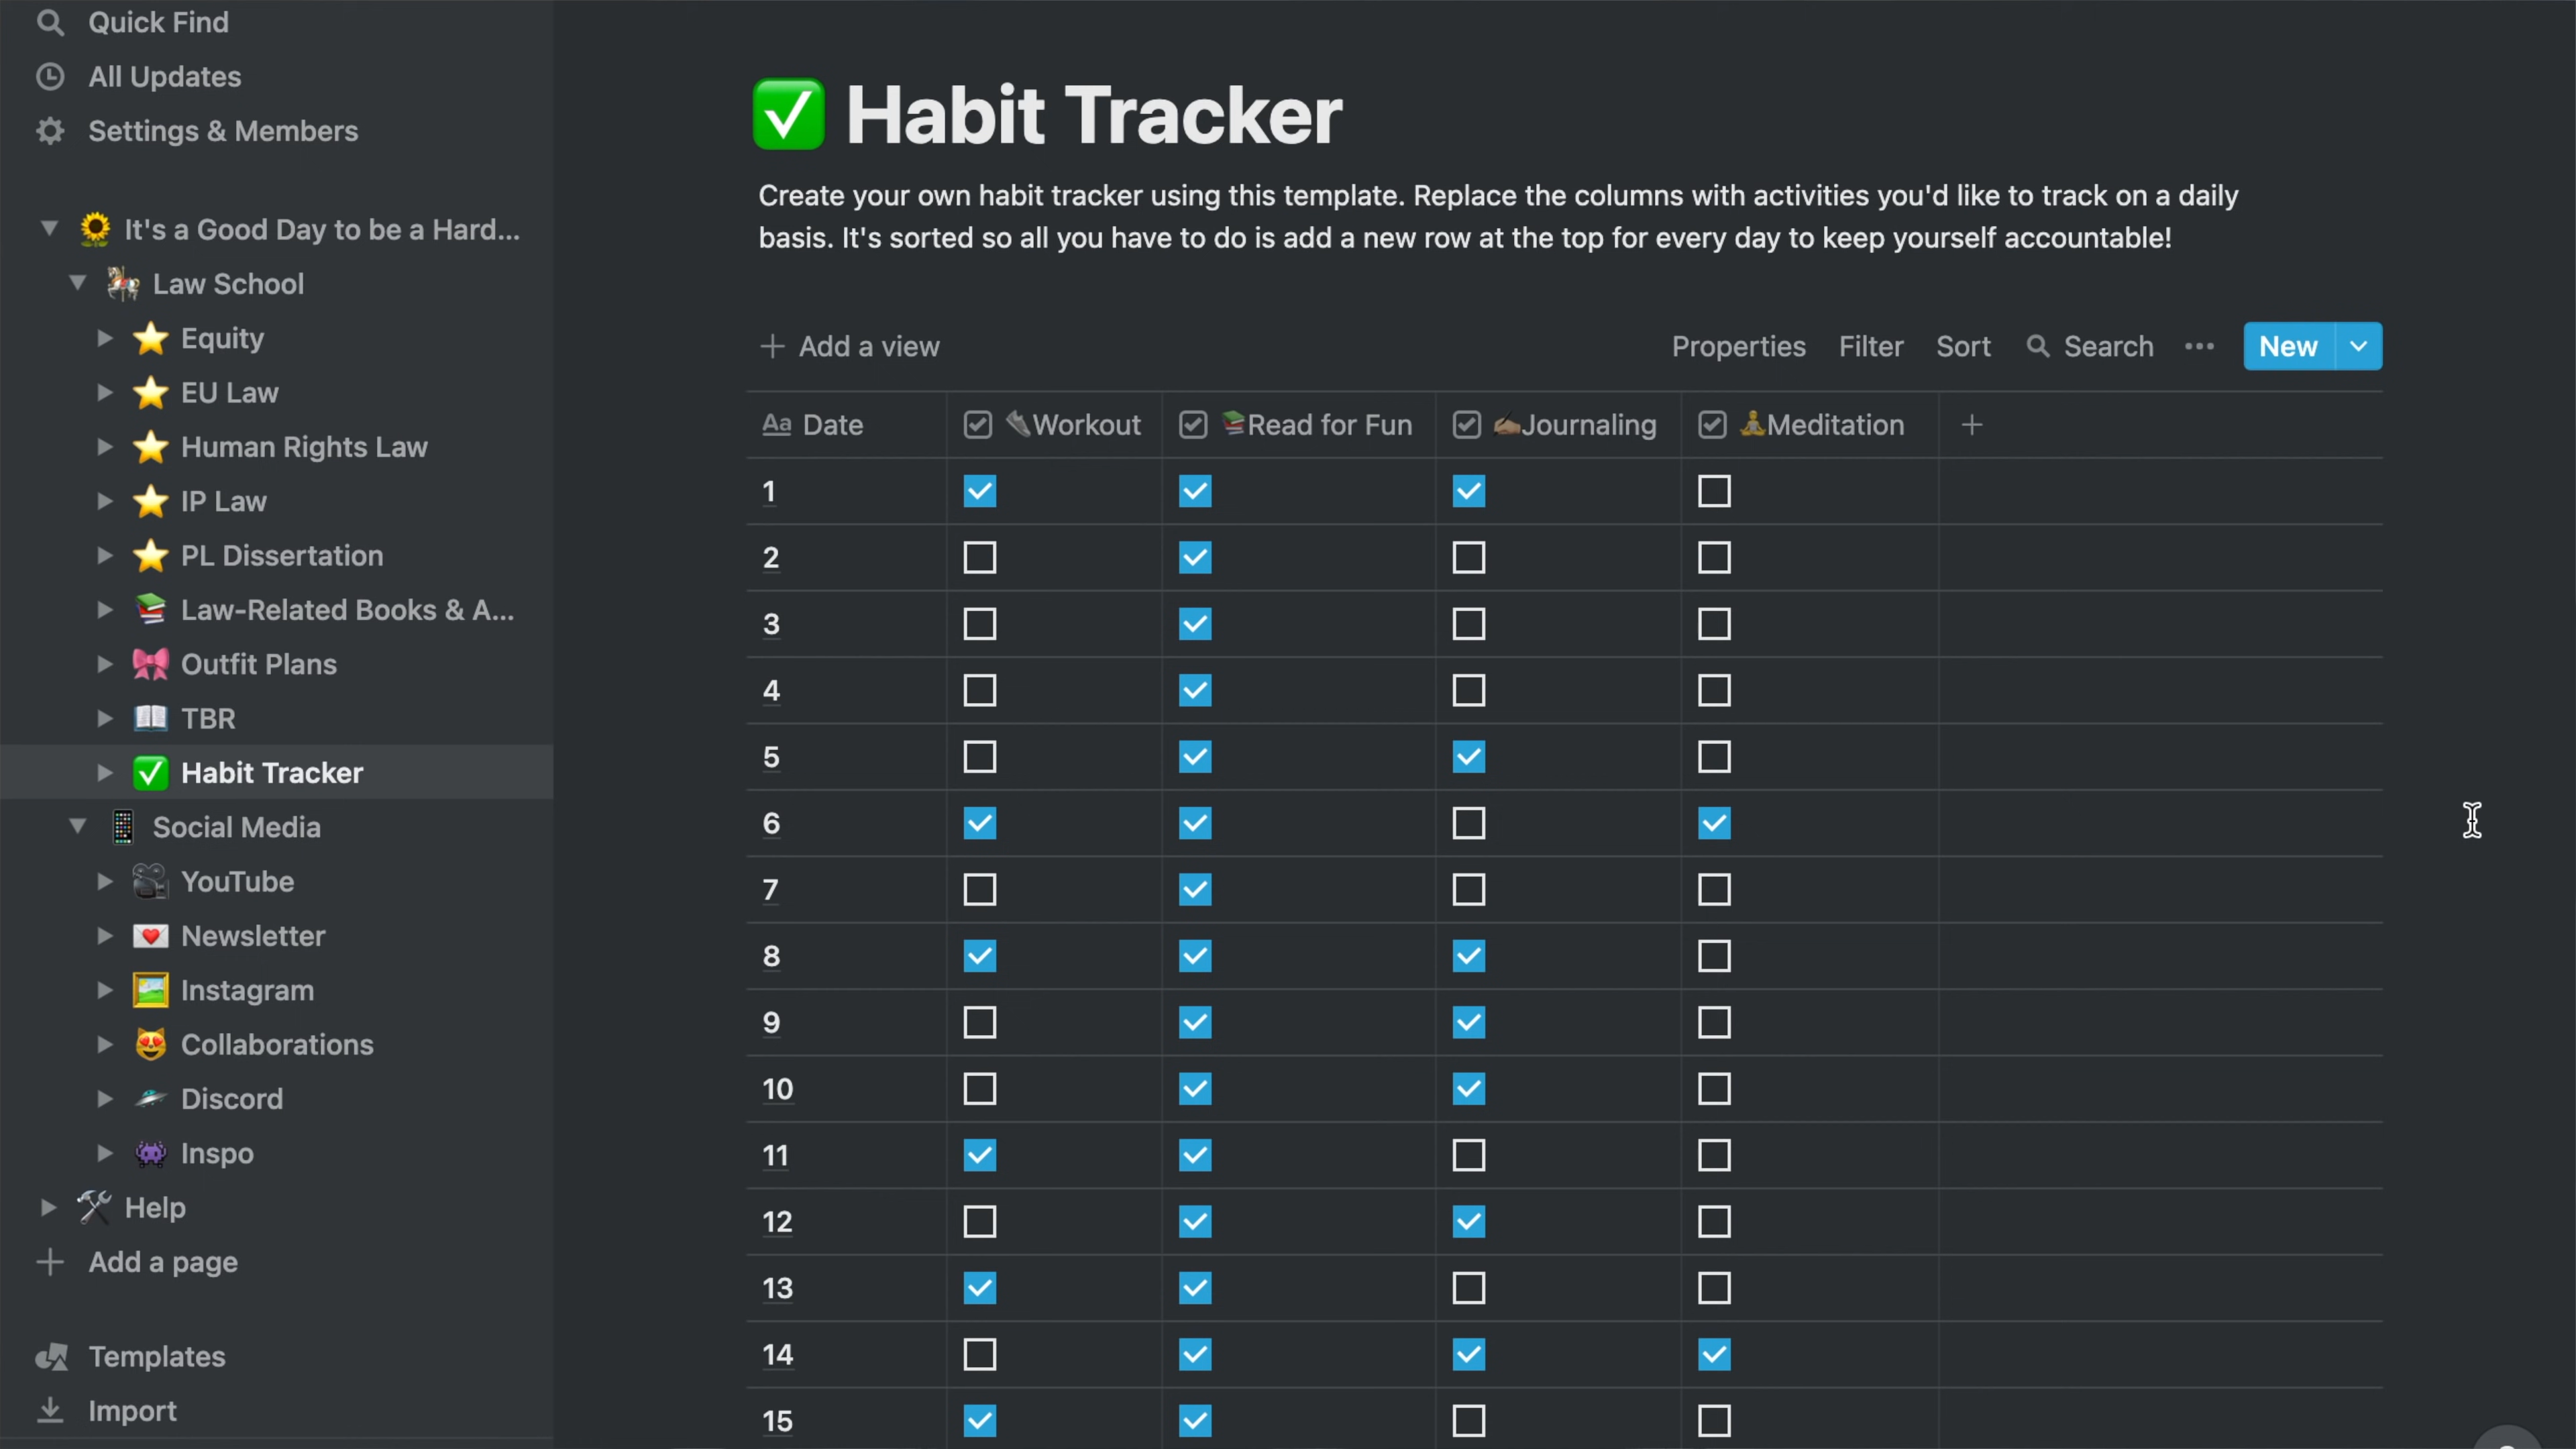 Quick Find
All Updates
Settings & Members
It's a Good Day to be a Hard...
Law School
Equity
EU Law
Human Rights Law
IP Law
PL Dissertation
Law-Related Books & A...
Outfit Plans
TBR
Habit Tracker
Social Media
YouTube
Newsletter
Instagram
Collaborations
Discord
Inspo
Help
Add a page
Templates
Import
Habit Tracker
Create your own habit tracker using this template. Replace the columns with activities you'd like to track on a daily
basis. It's sorted so all you have to do is add a new row at the top for every day to keep yourself accountable!
+ Add a view Properties Filter Sort Search ••• New
Aa Date Workout Read for Fun Journaling Meditation +
1
2
3
4
5
6
7
8
9
10
11
12
13
14
15